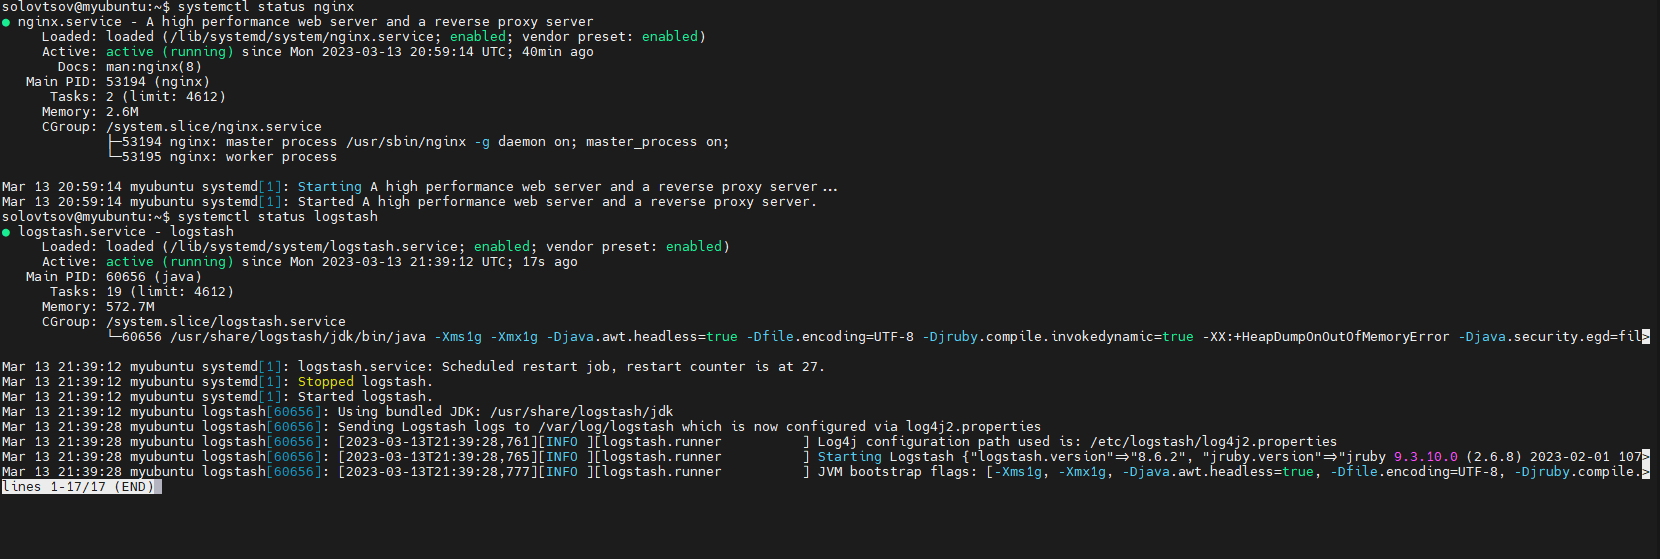 solovtsov@myubuntu:~$ systemctl status nginx
● nginx.service - A high performance web server and a reverse proxy server
     Loaded: loaded (/lib/systemd/system/nginx.service; enabled; vendor preset: enabled)
     Active: active (running) since Mon 2023-03-13 20:59:14 UTC; 40min ago
       Docs: man:nginx(8)
   Main PID: 53194 (nginx)
      Tasks: 2 (limit: 4612)
     Memory: 2.6M
     CGroup: /system.slice/nginx.service
             ├─53194 nginx: master process /usr/sbin/nginx -g daemon on; master_process on;
             └─53195 nginx: worker process
Mar 13 20:59:14 myubuntu systemd[1]: Starting A high performance web server and a reverse proxy server...
Mar 13 20:59:14 myubuntu systemd[1]: Started A high performance web server and a reverse proxy server.
solovtsov@myubuntu:~$ systemctl status logstash
● logstash.service - logstash
     Loaded: loaded (/lib/systemd/system/logstash.service; enabled; vendor preset: enabled)
     Active: active (running) since Mon 2023-03-13 21:39:12 UTC; 17s ago
   Main PID: 60656 (java)
      Tasks: 19 (limit: 4612)
     Memory: 572.7M
     CGroup: /system.slice/logstash.service
             └─60656 /usr/share/logstash/jdk/bin/java -Xms1g -Xmx1g -Djava.awt.headless=true -Dfile.encoding=UTF-8 -Djruby.compile.invokedynamic=true -XX:+HeapDumpOnOutOfMemoryError -Djava.security.egd=fil>
Mar 13 21:39:12 myubuntu systemd[1]: logstash.service: Scheduled restart job, restart counter is at 27.
Mar 13 21:39:12 myubuntu systemd[1]: Stopped logstash.
Mar 13 21:39:12 myubuntu systemd[1]: Started logstash.
Mar 13 21:39:12 myubuntu logstash[60656]: Using bundled JDK: /usr/share/logstash/jdk
Mar 13 21:39:28 myubuntu logstash[60656]: Sending Logstash logs to /var/log/logstash which is now configured via log4j2.properties
Mar 13 21:39:28 myubuntu logstash[60656]: [2023-03-13T21:39:28,761][INFO ][logstash.runner          ] Log4j configuration path used is: /etc/logstash/log4j2.properties
Mar 13 21:39:28 myubuntu logstash[60656]: [2023-03-13T21:39:28,765][INFO ][logstash.runner          ] Starting Logstash {"logstash.version"=>"8.6.2", "jruby.version"=>"jruby 9.3.10.0 (2.6.8) 2023-02-01 107>
Mar 13 21:39:28 myubuntu logstash[60656]: [2023-03-13T21:39:28,777][INFO ][logstash.runner          ] JVM bootstrap flags: [-Xms1g, -Xmx1g, -Djava.awt.headless=true, -Dfile.encoding=UTF-8, -Djruby.compile.>
lines 1-17/17 (END)